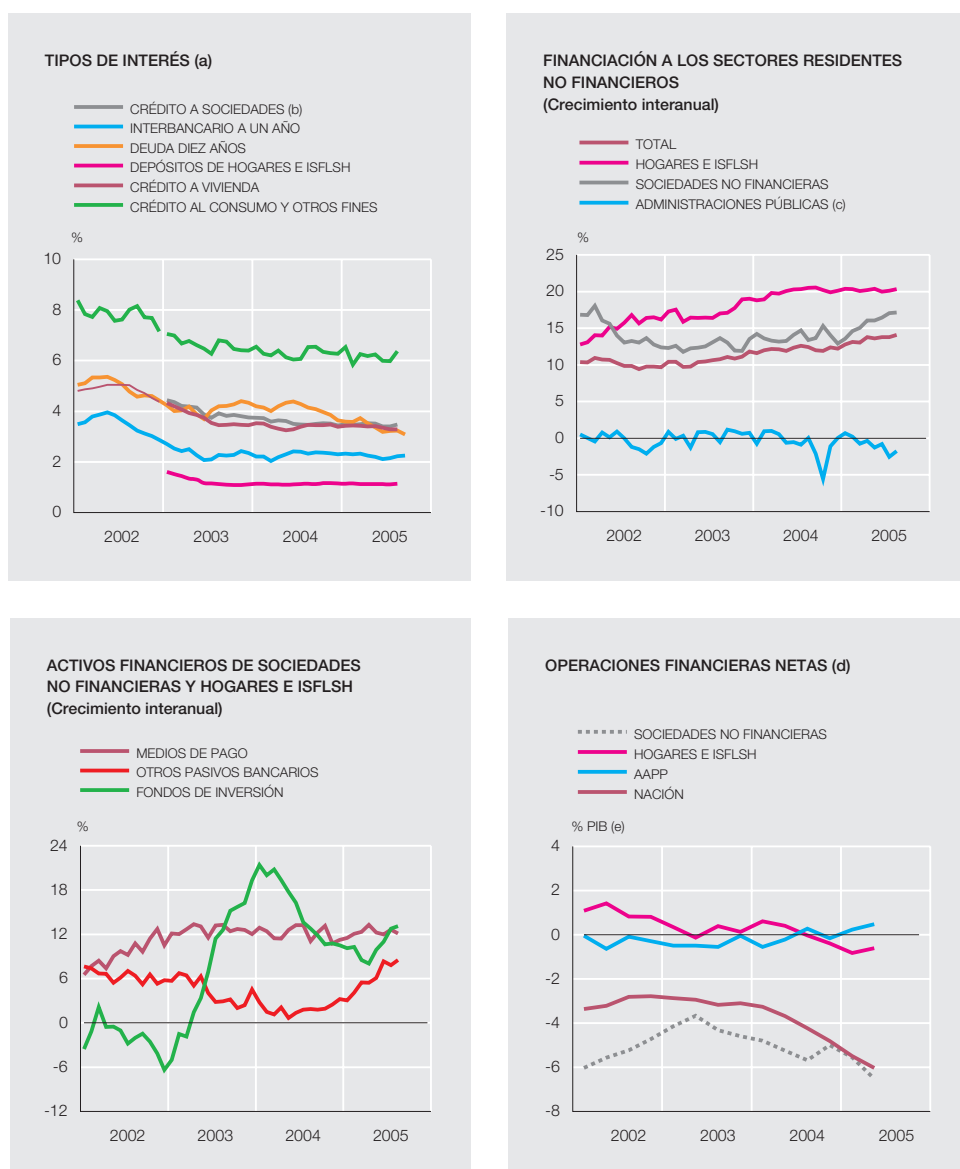 TIPOS DE INTERÉS (a)
CRÉDITO A SOCIEDADES (b)
INTERBANCARIO A UN AÑO
DEUDA DIEZ AÑOS
DEPÓSITOS DE HOGARES E ISFLSH
CRÉDITO A VIVIENDA
CRÉDITO AL CONSUMO Y OTROS FINES
%
10
8
6
4
2
0
2002 2003 2004 2005
FINANCIACIÓN A LOS SECTORES RESIDENTES
NO FINANCIEROS
(Crecimiento interanual)
TOTAL
HOGARES E ISFLSH
SOCIEDADES NO FINANCIERAS
ADMINISTRACIONES PÚBLICAS (c)
%
25
20
15
10
5
0
-5
-10
2002 2003 2004 2005
ACTIVOS FINANCIEROS DE SOCIEDADES
NO FINANCIERAS Y HOGARES E ISFLSH
(Crecimiento interanual)
MEDIOS DE PAGO
OTROS PASIVOS BANCARIOS
FONDOS DE INVERSIÓN
%
24
18
12
6
0
-6
-12
2002 2003 2004 2005
OPERACIONES FINANCIERAS NETAS (d)
SOCIEDADES NO FINANCIERAS
HOGARES E ISFLSH
AAPP
NACIÓN
% PIB (e)
4
2
0
-2
-4
-6
-8
2002 2003 2004 2005